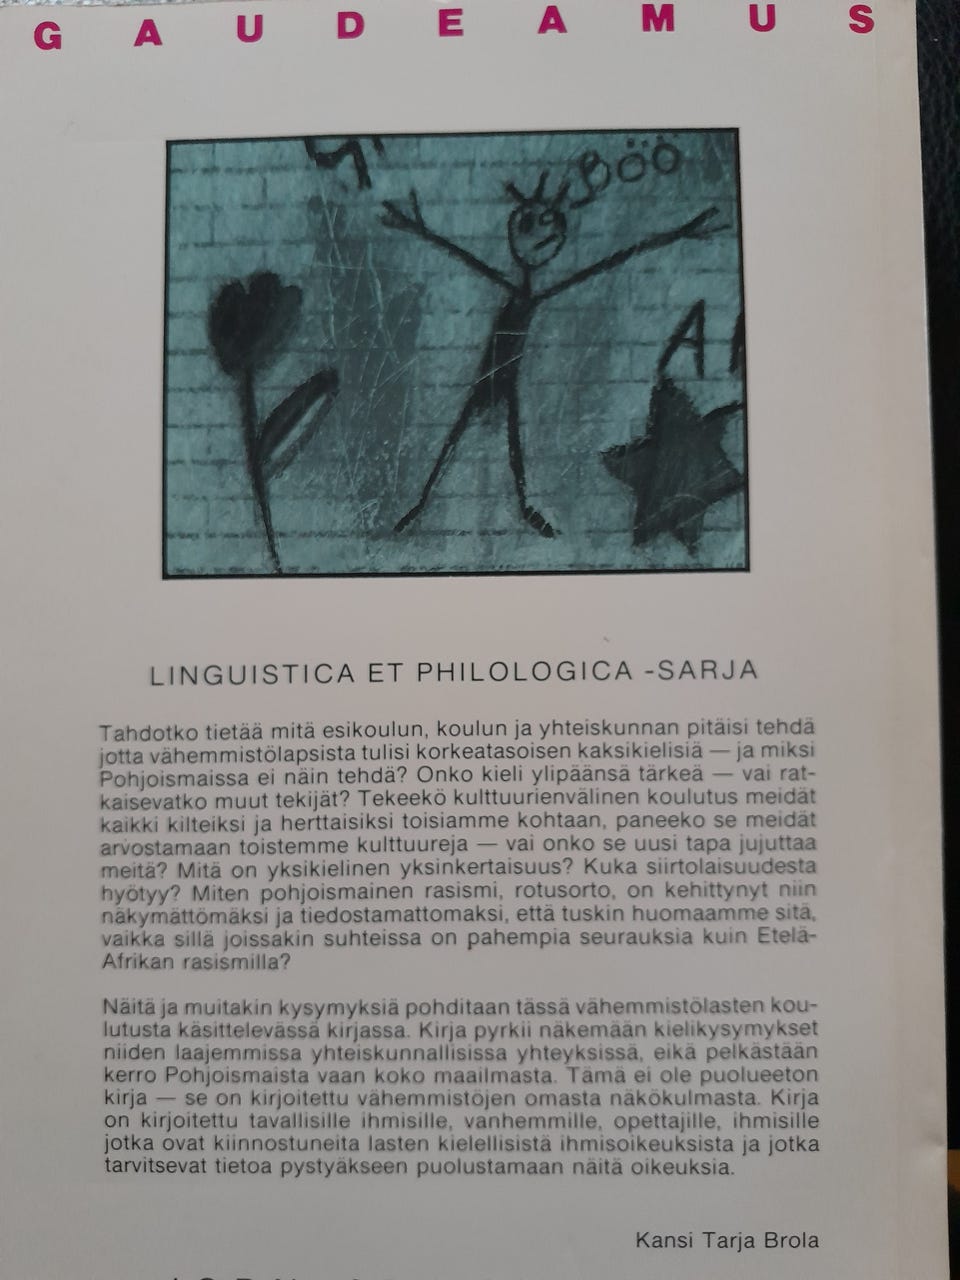 GAUDEAMUS
BÖÖ
A
LINGUISTICA ET PHILOLOGICA -SARJA
Tahdotko tietää mitä esikoulun, koulun ja yhteiskunnan pitäisi tehdä
jotta vähemmistölapsista tulisi korkeatasoisen kaksikielisiä — ja miksi
Pohjoismaissa ei näin tehdä? Onko kieli ylipäänsä tärkeä — vai rat-
kaisevatko muut tekijät? Tekeekö kulttuurienvälinen koulutus meidät
kaikki kilteiksi ja herttaisiksi toisiamme kohtaan, paneeko se meidät
arvostamaan toistemme kulttuureja — vai onko se uusi tapa jujuttaa
meitä? Mitä on yksikielinen yksinkertaisuus? Kuka siirtolaisuudesta
hyötyy? Miten pohjoismainen rasismi, rotusorto, on kehittynyt niin
näkymättömäksi ja tiedostamattomaksi, että tuskin huomaamme sitä,
vaikka sillä joissakin suhteissa on pahempia seurauksia kuin Etelä-
Afrikan rasismilla?
Näitä ja muitakin kysymyksiä pohditaan tässä vähemmistölasten kou-
lutusta käsittelevässä kirjassa. Kirja pyrkii näkemään kielikysymykset
niiden laajemmissa yhteiskunnallisissa yhteyksissä, eikä pelkästään
kerro Pohjoismaista vaan koko maailmasta. Tämä ei ole puolueeton
kirja — se on kirjoitettu vähemmistöjen omasta näkökulmasta. Kirja
on kirjoitettu tavallisille ihmisille, vanhemmille, opettajille, ihmisille
jotka ovat kiinnostuneita lasten kielellisistä ihmisoikeuksista ja jotka
tarvitsevat tietoa pystyäkseen puolustamaan näitä oikeuksia.
Kansi Tarja Brola